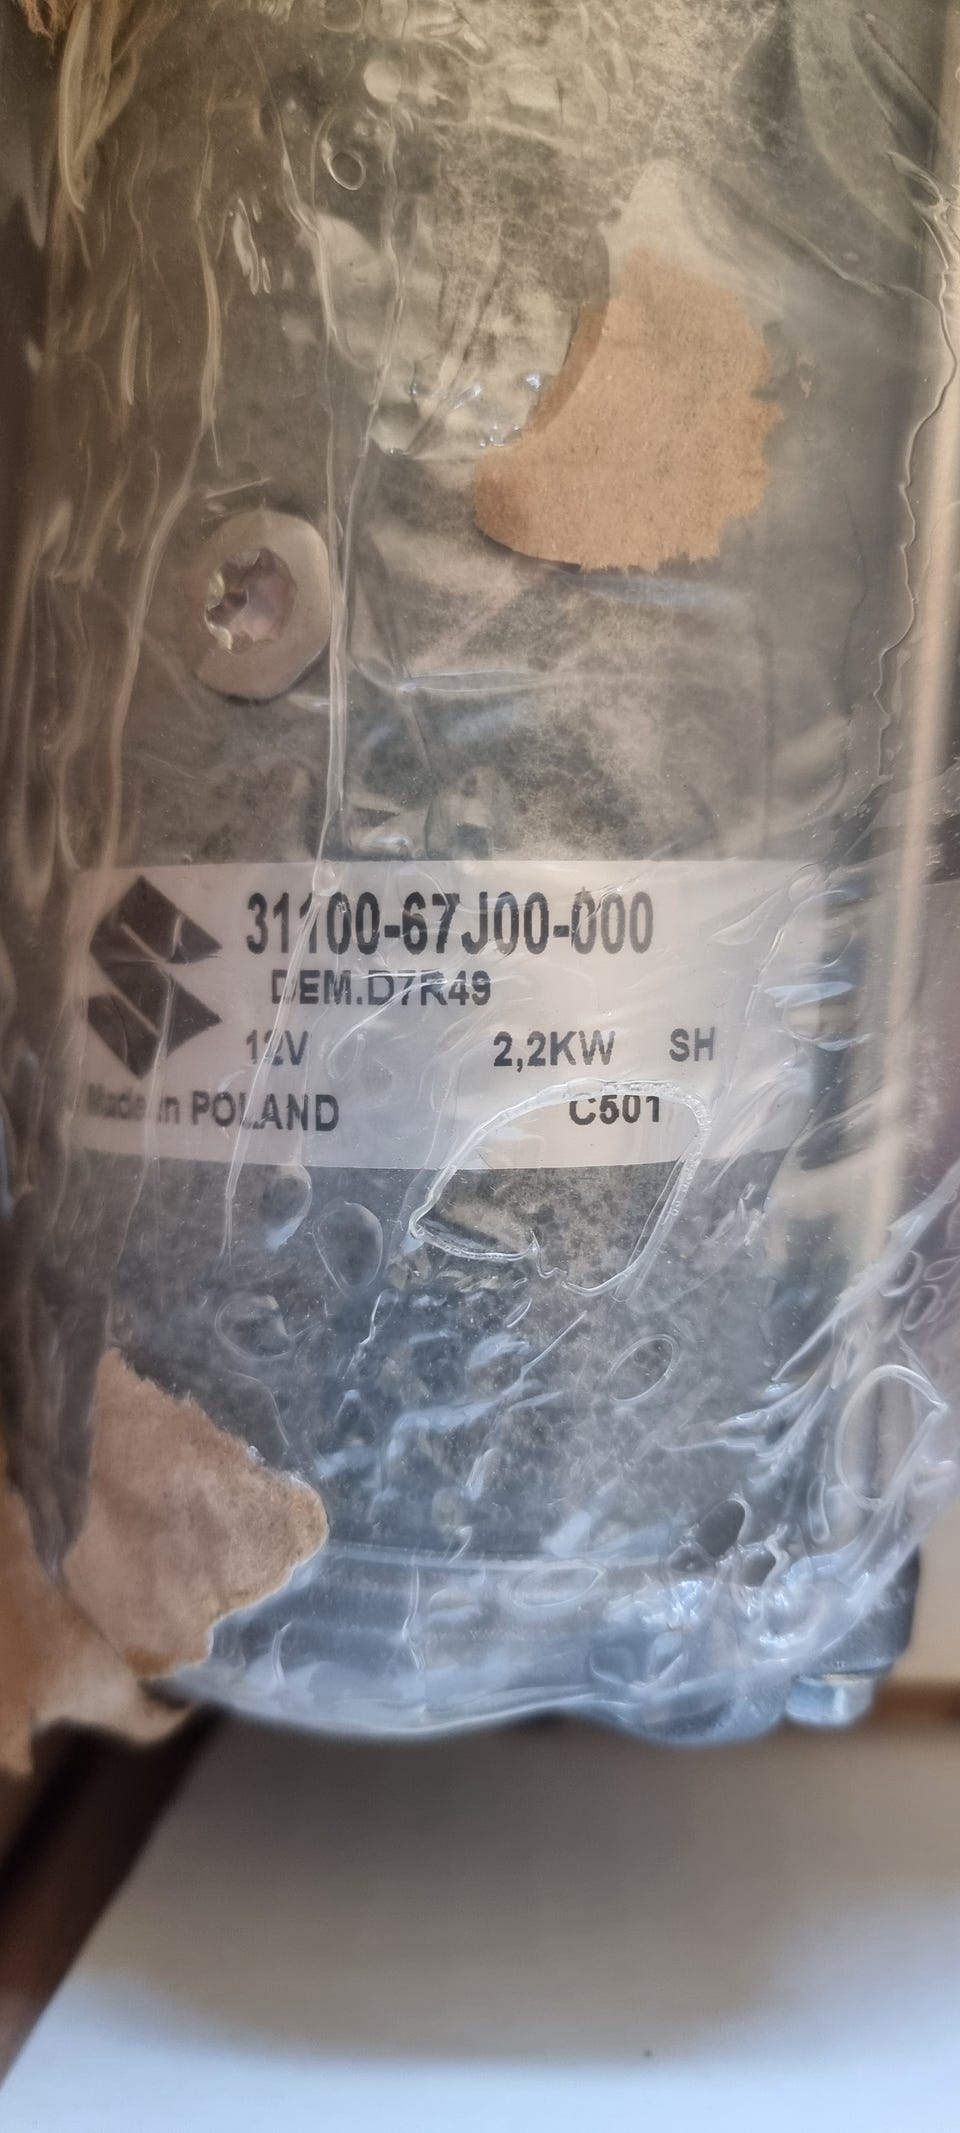 31100-67J00-000
DEM.D7R49
12V 2,2KW SH
Made in POLAND C501